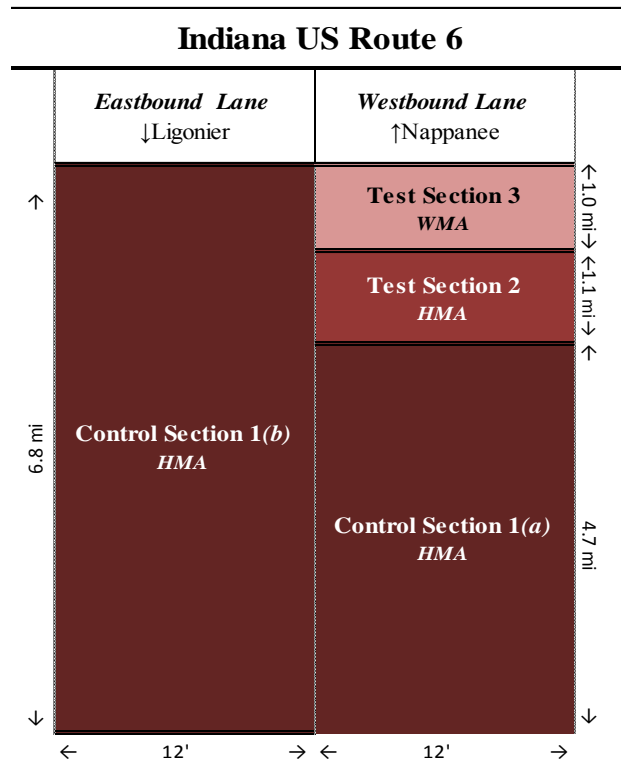 Indiana US Route 6
Eastbound Lane
↓Ligonier
Westbound Lane
↑Nappanee
Test Section 3
WMA
←1.0 mi→
Test Section 2
HMA
←1.1 mi→
Control Section 1(b)
HMA
← 6.8 mi →
Control Section 1(a)
HMA
← 4.7 mi →
← 12' →
← 12' →